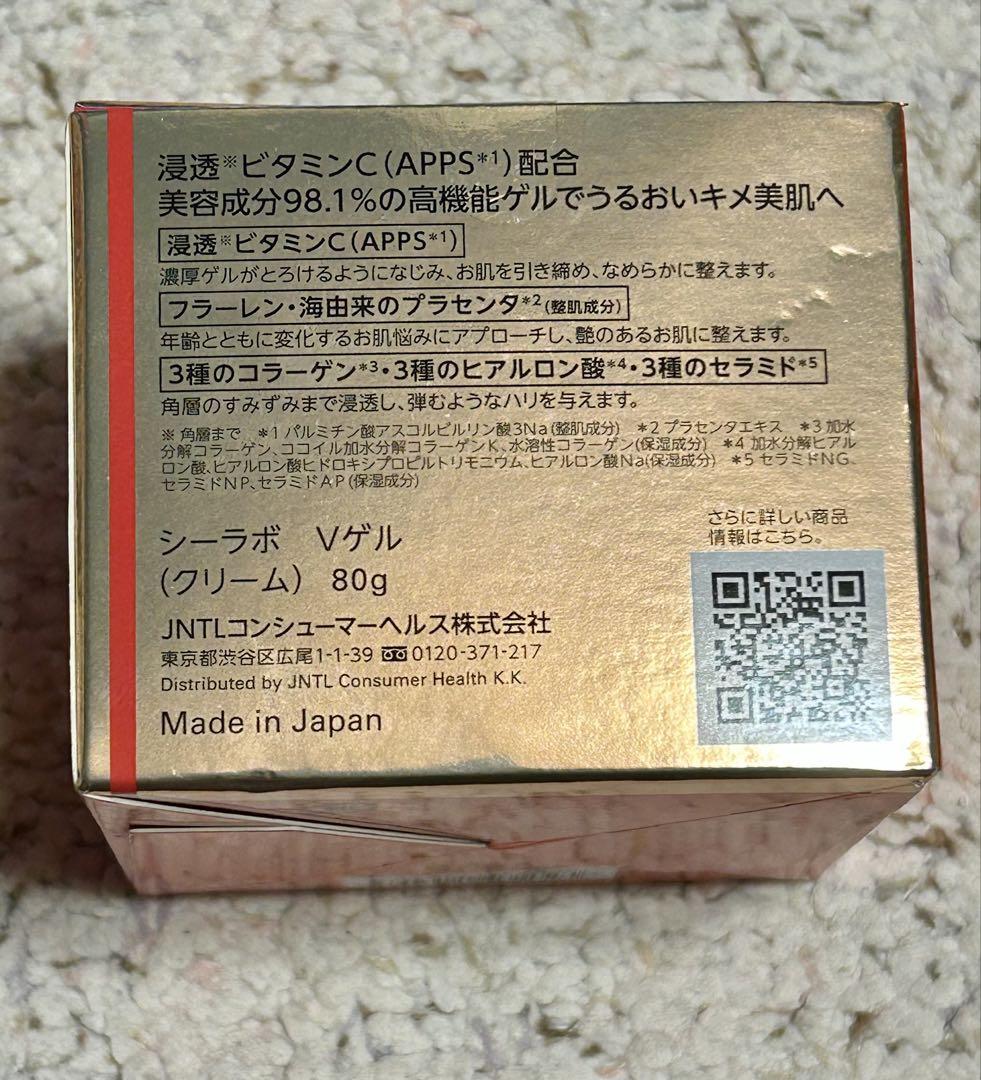 浸透※ビタミンC(APPS*1)配合
美容成分98.1%の高機能ゲルでうるおいキメ美肌へ
浸透※ビタミンC(APPS*1)
濃厚ゲルがとろけるようになじみ、お肌を引き締め、なめらかに整えます。
フラーレン・海由来のプラセンタ*2(整肌成分)
年齢とともに変化するお肌悩みにアプローチし、艶のあるお肌に整えます。
3種のコラーゲン*3・3種のヒアルロン酸*4・3種のセラミド*5
角層のすみずみまで浸透し、弾むようなハリを与えます。
※ 角層まで *1 パルミチン酸アスコルビルリン酸3Na(整肌成分) *2 プラセンタエキス *3 加水
分解コラーゲン、ココイル加水分解コラーゲンK、水溶性コラーゲン(保湿成分) *4 加水分解ヒアル
ロン酸、ヒアルロン酸ヒドロキシプロピルトリモニウム、ヒアルロン酸Na(保湿成分) *5 セラミドNG、
セラミドNP、セラミドAP(保湿成分)
さらに詳しい商品
情報はこちら。
シーラボ Vゲル
(クリーム) 80g
JNTLコンシューマーヘルス株式会社
東京都渋谷区広尾1-1-39 0120-371-217
Distributed by JNTL Consumer Health K.K.
Made in Japan